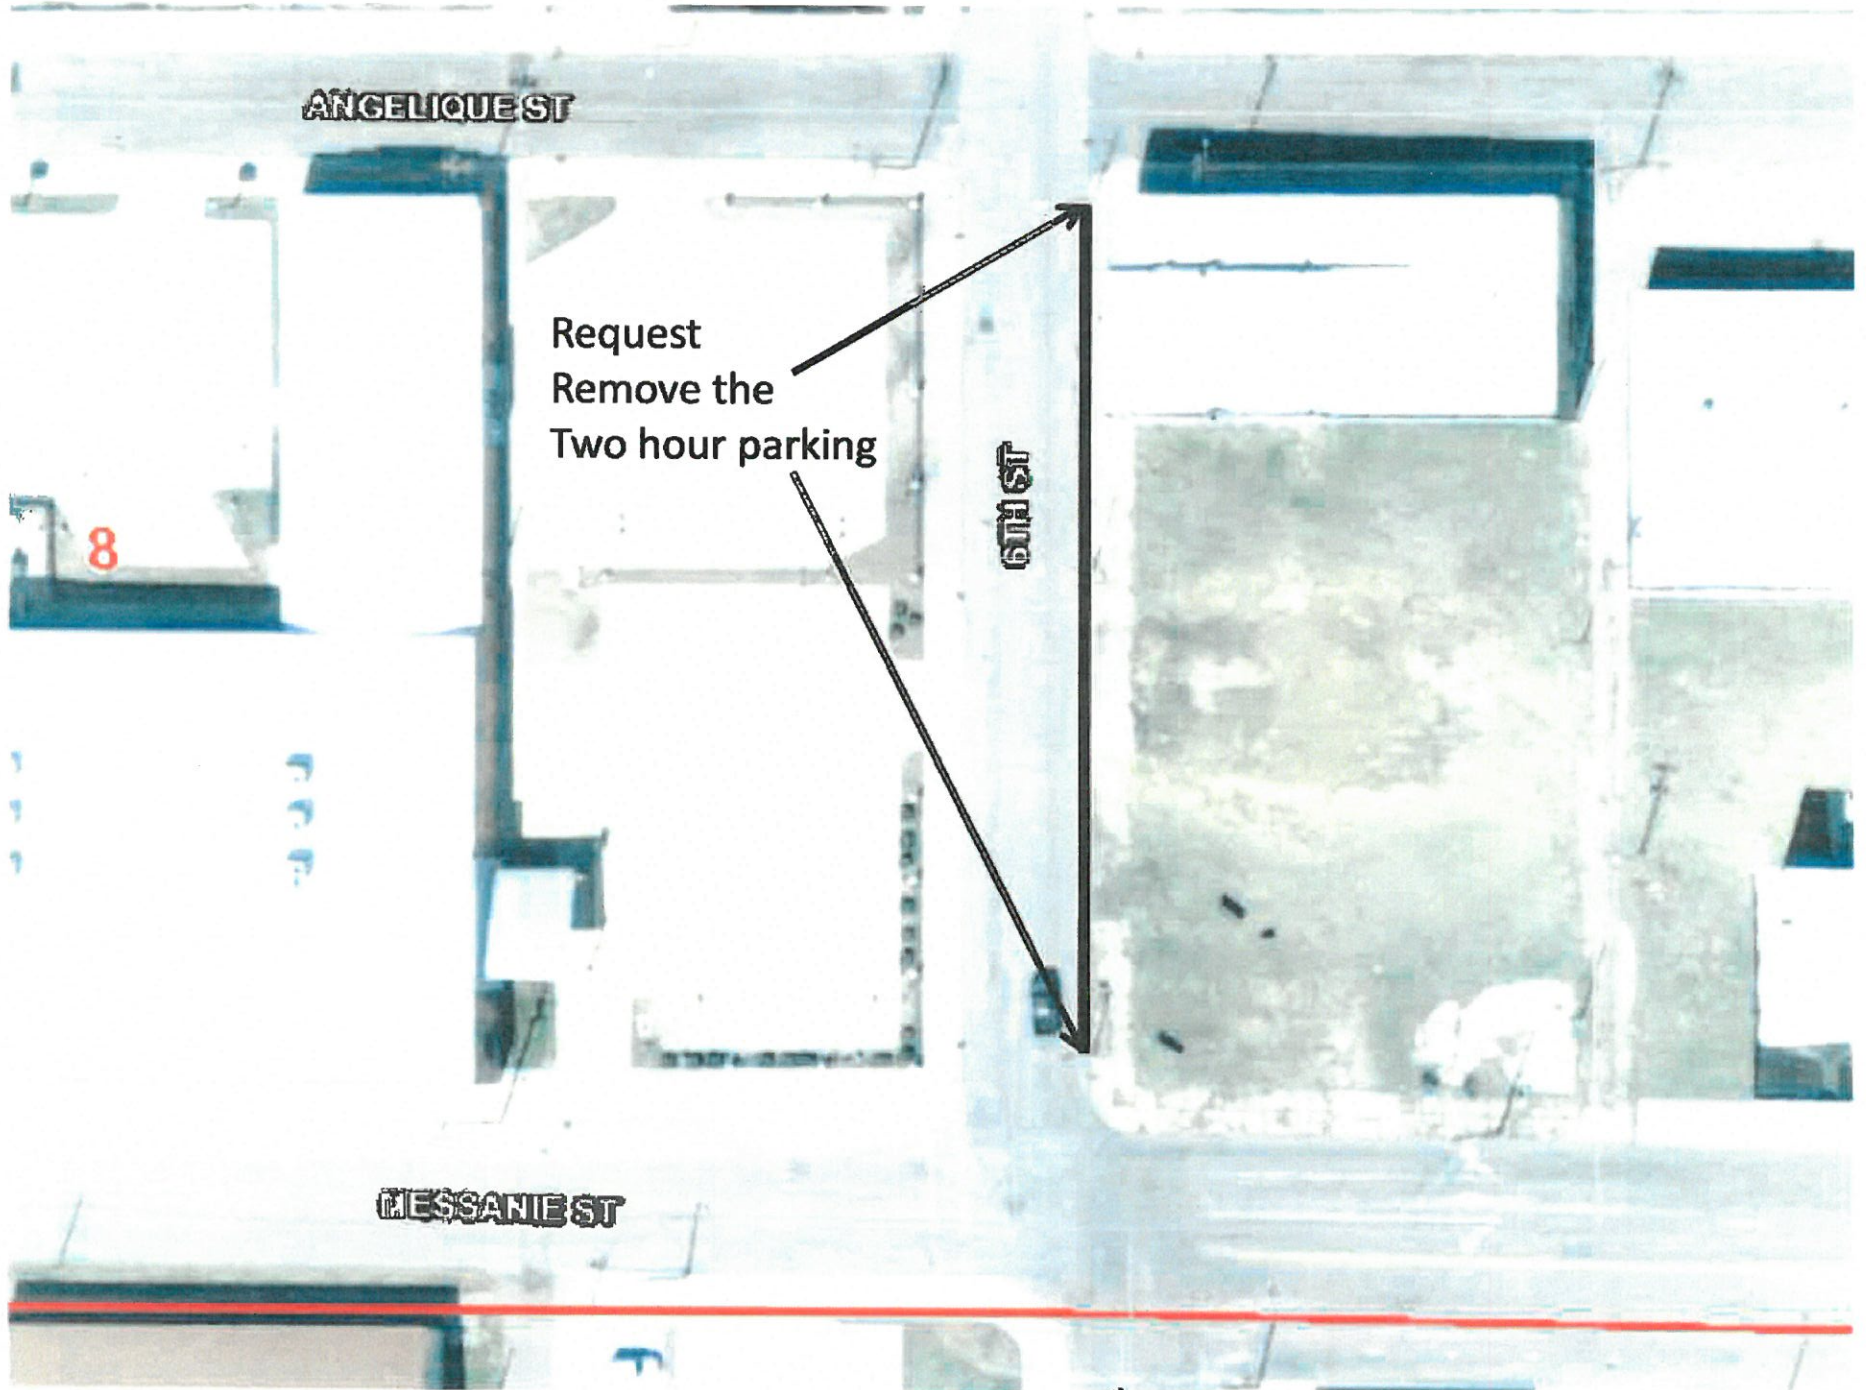 ANGELIQUE ST
Request
Remove the
Two hour parking
6TH ST
8
MESSANIE ST